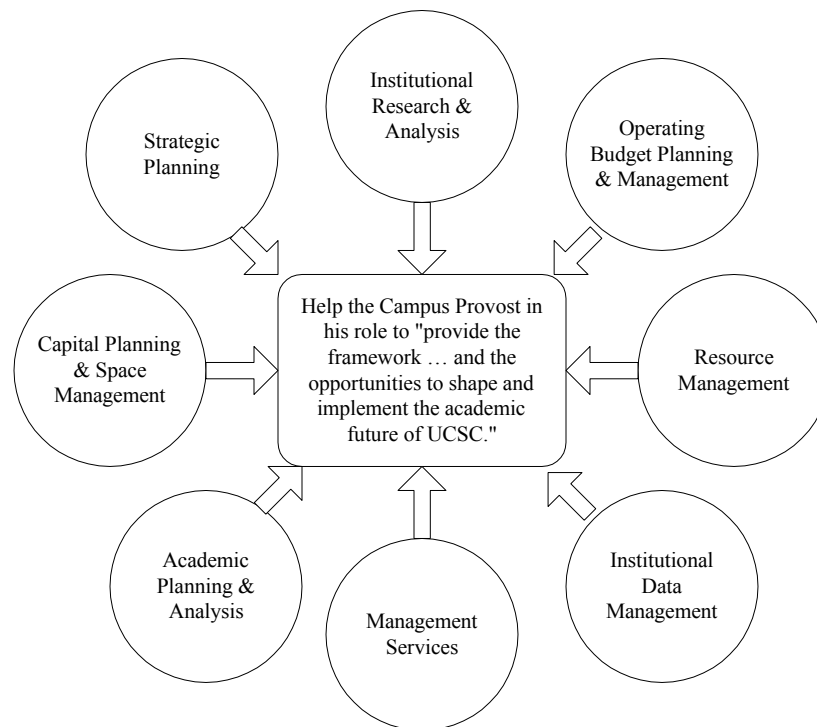 Institutional
Research &
Analysis
Strategic
Planning
Operating
Budget Planning
& Management
Help the Campus Provost in
his role to "provide the
framework … and the
opportunities to shape and
implement the academic
future of UCSC."
Capital Planning
& Space
Management
Resource
Management
Academic
Planning &
Analysis
Institutional
Data
Management
Management
Services